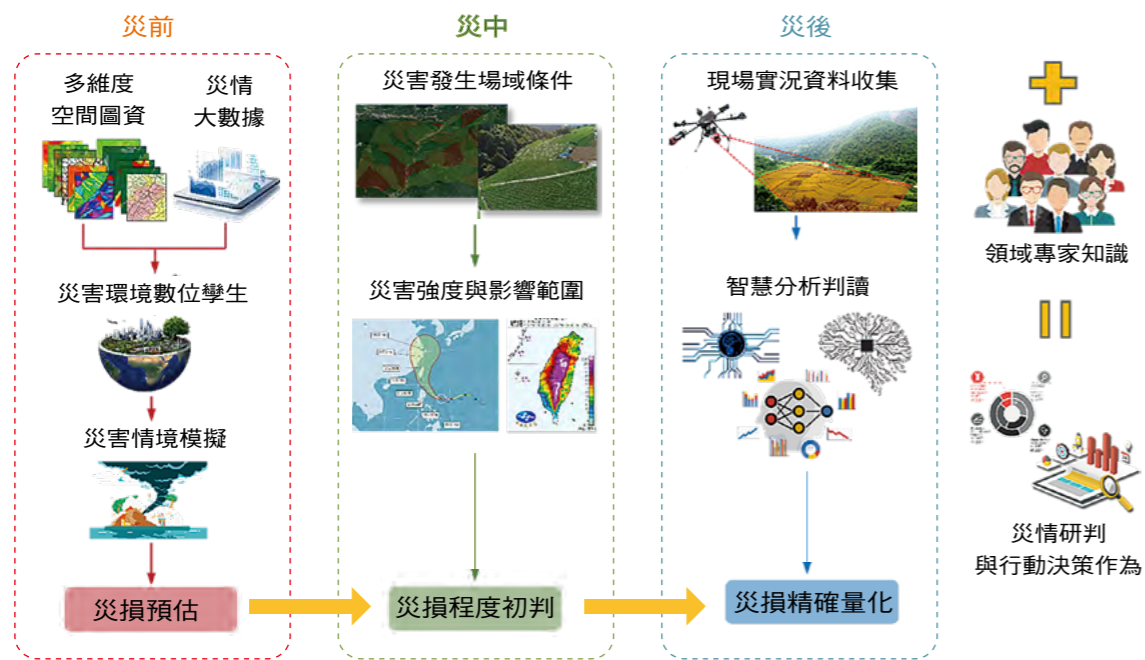 災前
多維度
空間圖資
災情
大數據
災害環境數位孿生
災害情境模擬
災損預估
災中
災害發生場域條件
災害強度與影響範圍
災損程度初判
災後
現場實況資料收集
智慧分析判讀
災損精確量化
領域專家知識
災情研判
與行動決策作為